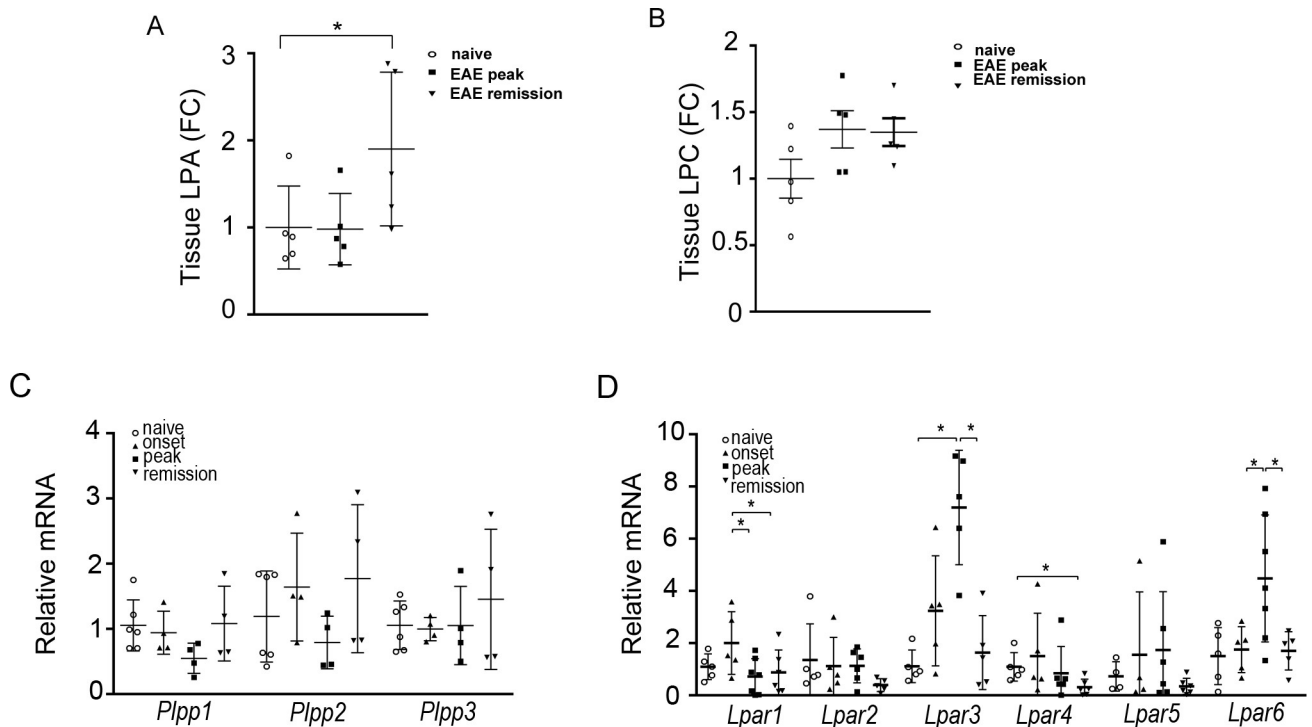 A
*
naive
EAE peak
EAE remission
Tissue LPA (FC)
3
2
1
0
B
naive
EAE peak
EAE remission
Tissue LPC (FC)
2
1.5
1
0.5
0
C
naive
onset
peak
remission
Relative mRNA
4
3
2
1
0
Plpp1 Plpp2 Plpp3
D
naive
onset
peak
remission
Relative mRNA
10
8
6
4
2
0
* *
* *
*
*
*
Lpar1 Lpar2 Lpar3 Lpar4 Lpar5 Lpar6